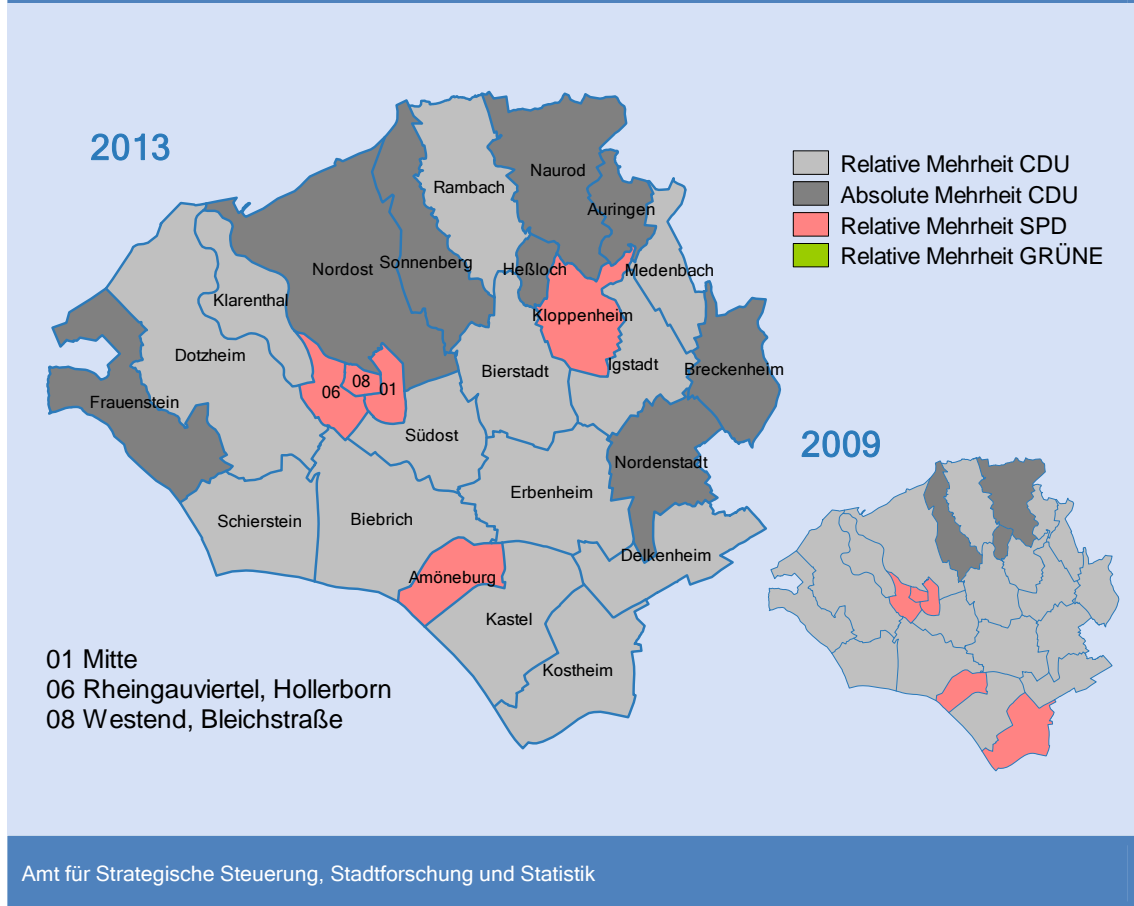 2013
Relative Mehrheit CDU
Absolute Mehrheit CDU
Relative Mehrheit SPD
Relative Mehrheit GRÜNE
Naurod
Rambach
Auringen
Sonnenberg
Nordost
Heßloch
Medenbach
Klarenthal
Kloppenheim
Dotzheim
Igstadt
Bierstadt
Breckenheim
08
06
01
Frauenstein
Südost
2009
Nordenstadt
Erbenheim
Schierstein
Biebrich
Delkenheim
Amöneburg
Kastel
Kostheim
01 Mitte
06 Rheingauviertel, Hollerborn
08 Westend, Bleichstraße
Amt für Strategische Steuerung, Stadtforschung und Statistik